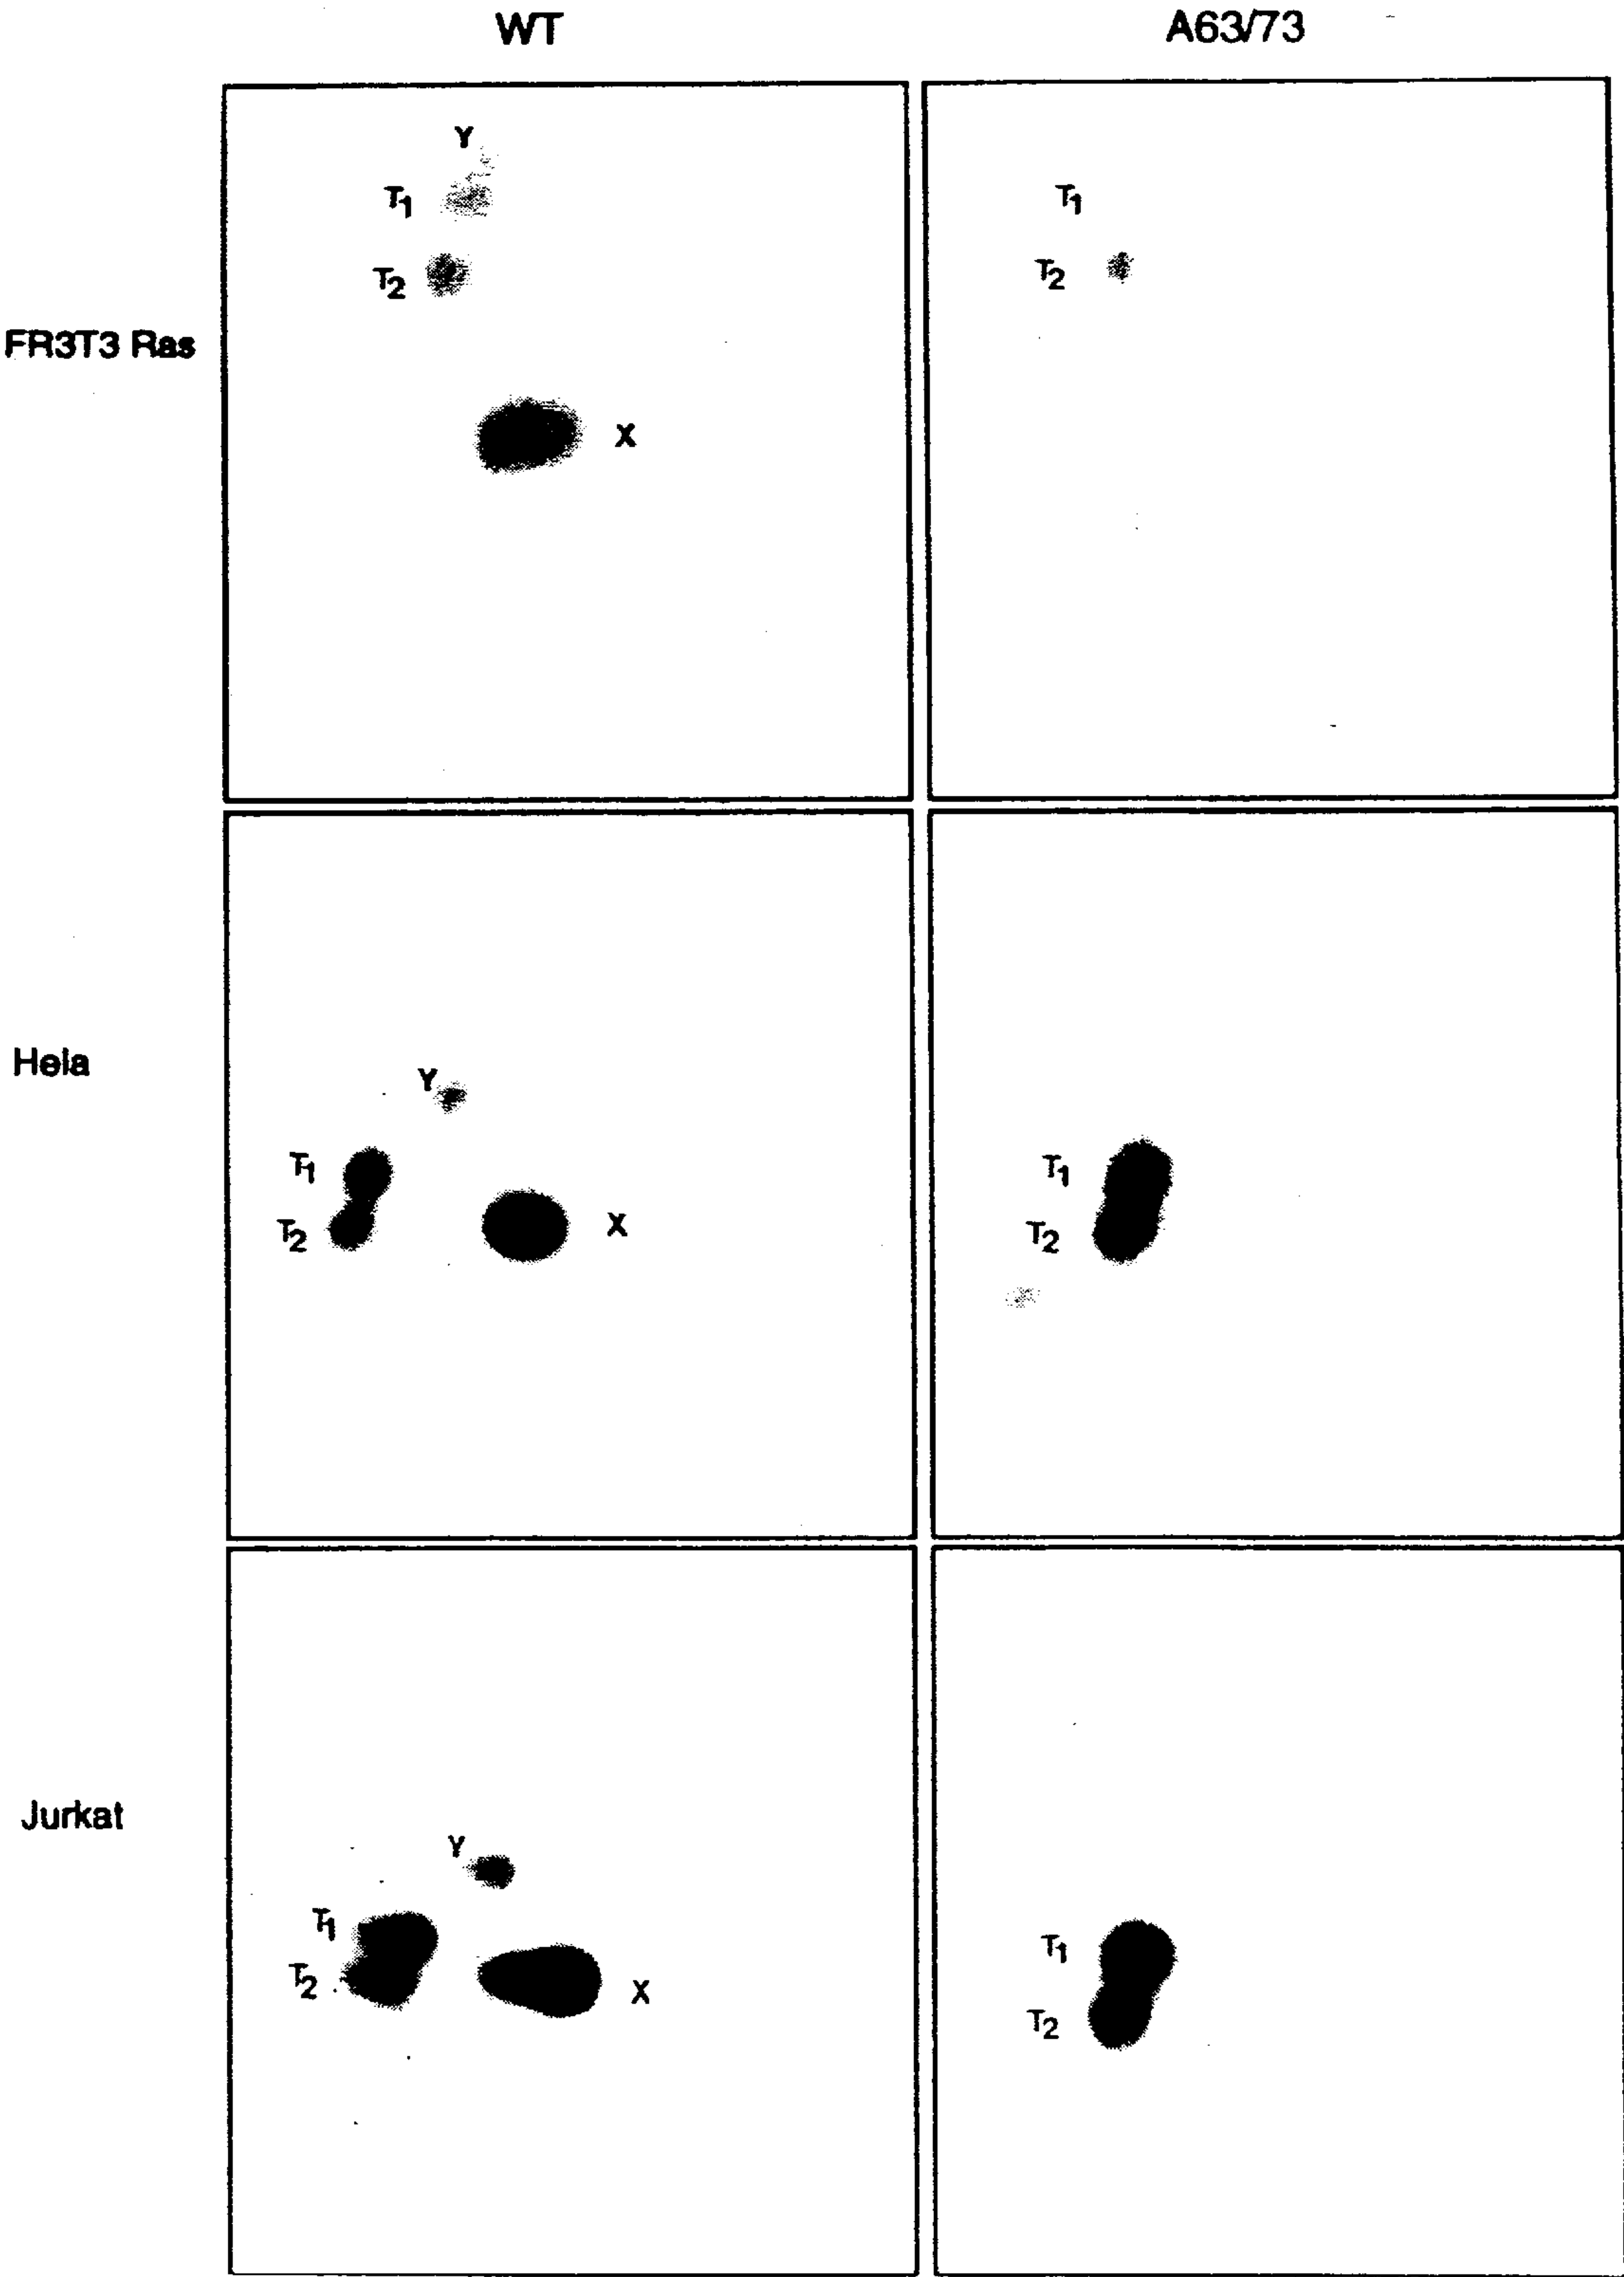 WT A63/73
Y
T1 T1
T2 T2
FR3T3 Ras
X
Hela
Y
T1 T1
X
T2 T2
Jurkat
Y
T1
T1
T2
X
T2